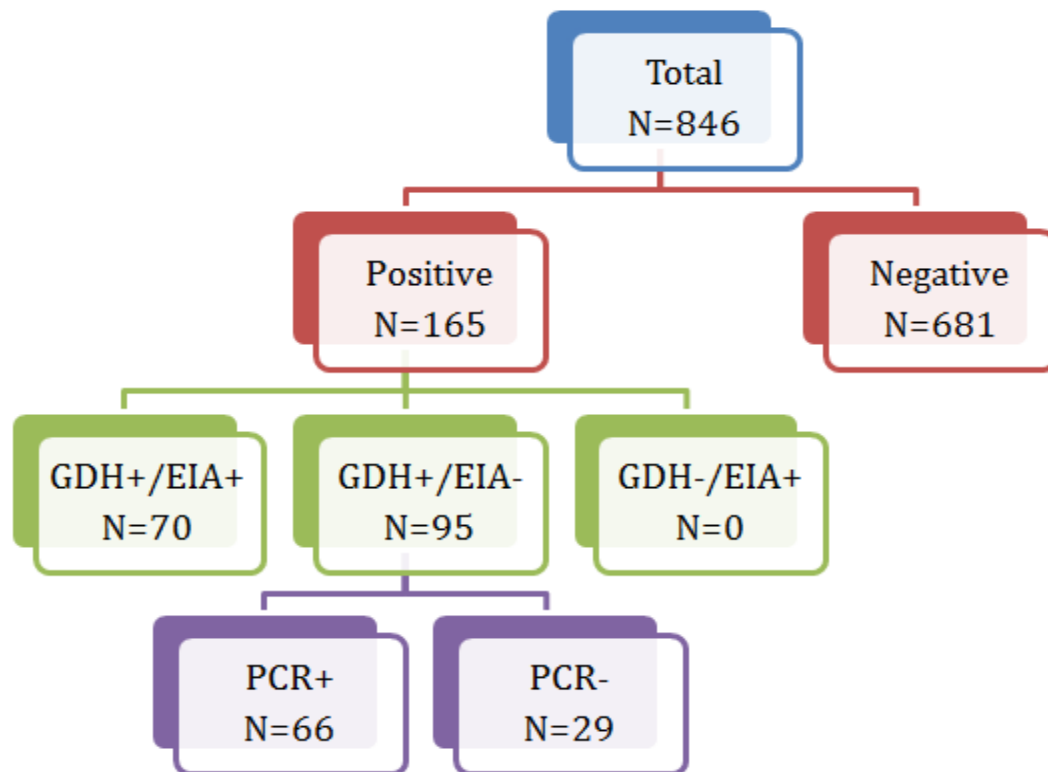 Total
N=846
Positive
N=165
Negative
N=681
GDH+/EIA+
N=70
GDH+/EIA-
N=95
GDH-/EIA+
N=0
PCR+
N=66
PCR-
N=29